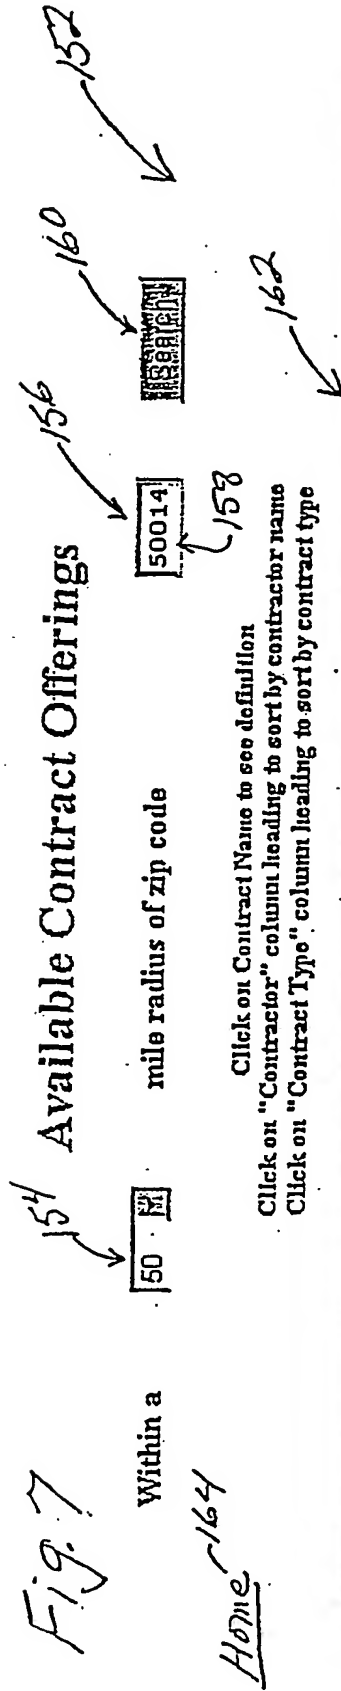 Fig. 7
154 Available Contract Offerings 156 160 152
Within a 50 mile radius of zip code 50014 Research
158
Home 164
Click on Contract Name to see definition 162
Click on "Contractor" column heading to sort by contractor name
Click on "Contract Type" column heading to sort by contract type